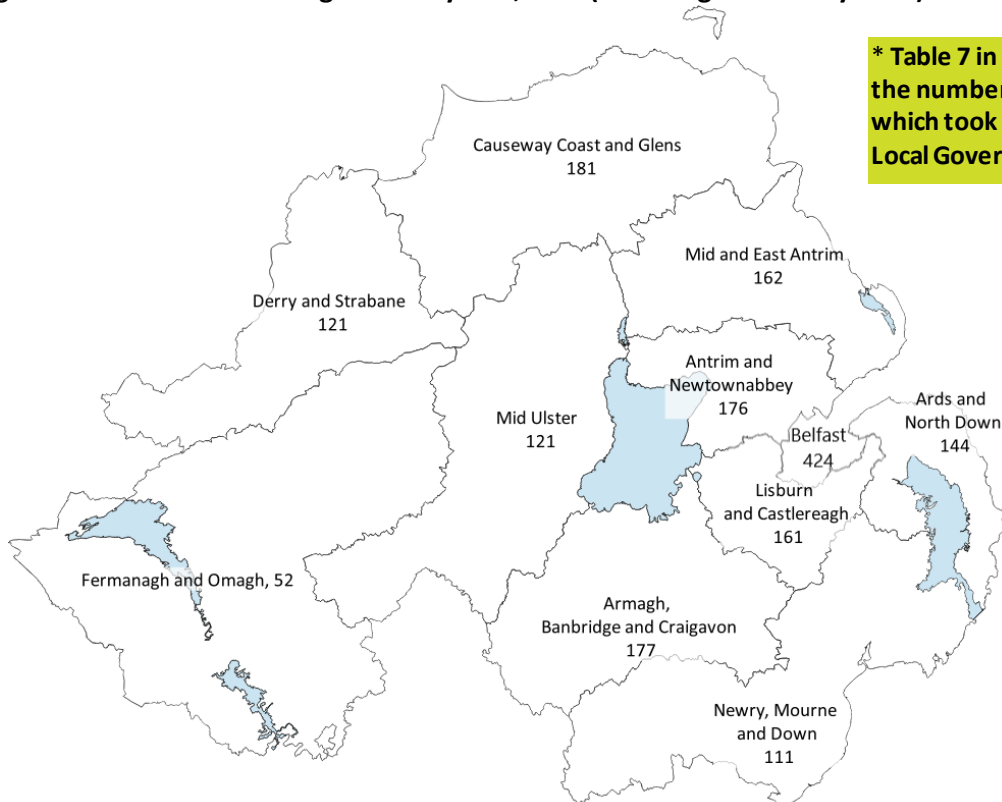 * Table 7 in
the number
which took
Local Gover
Causeway Coast and Glens
181
Mid and East Antrim
162
Derry and Strabane
121
Antrim and
Newtownabbey
176
Ards and
North Down
144
Mid Ulster
121
Belfast
424
Lisburn
and Castlereagh
161
Fermanagh and Omagh, 52
Armagh,
Banbridge and Craigavon
177
Newry, Mourne
and Down
111